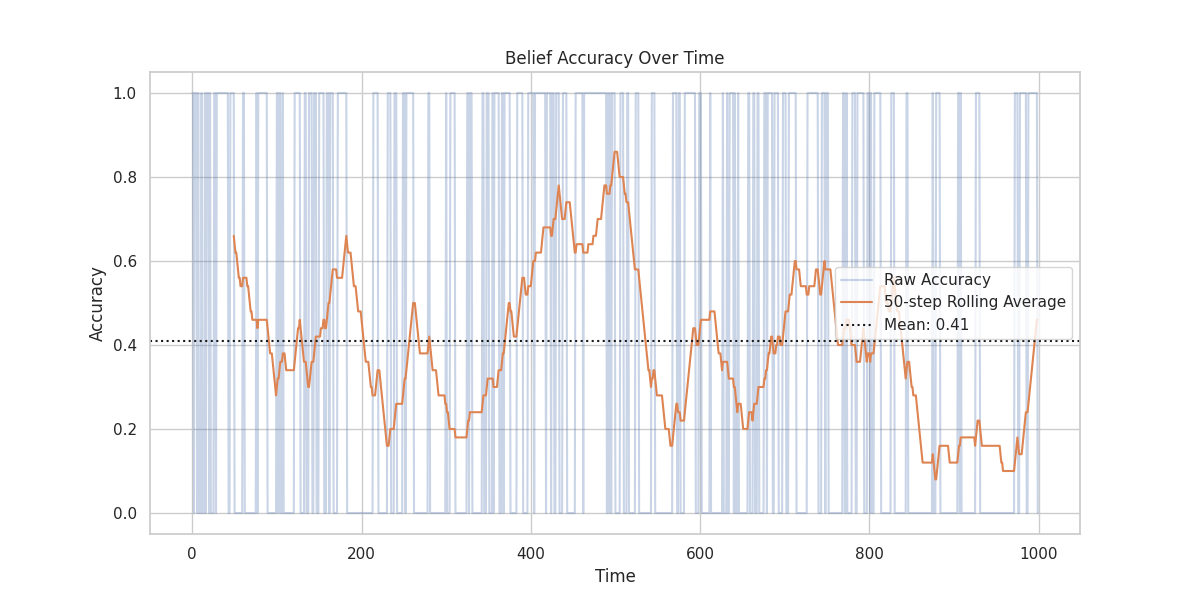 Belief Accuracy Over Time
1.0
0.8
0.6
0.4
0.2
0.0
Accuracy
Raw Accuracy
50-step Rolling Average
Mean: 0.41
0
200
400
600
800
1000
Time